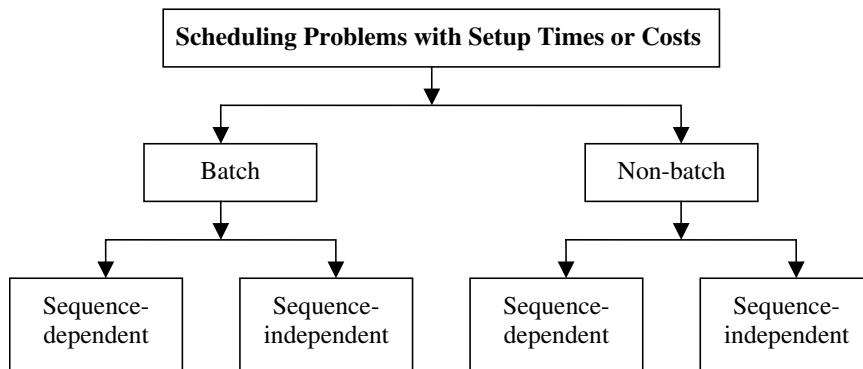 Scheduling Problems with Setup Times or Costs
Batch
Non-batch
Sequence-
dependent
Sequence-
independent
Sequence-
dependent
Sequence-
independent